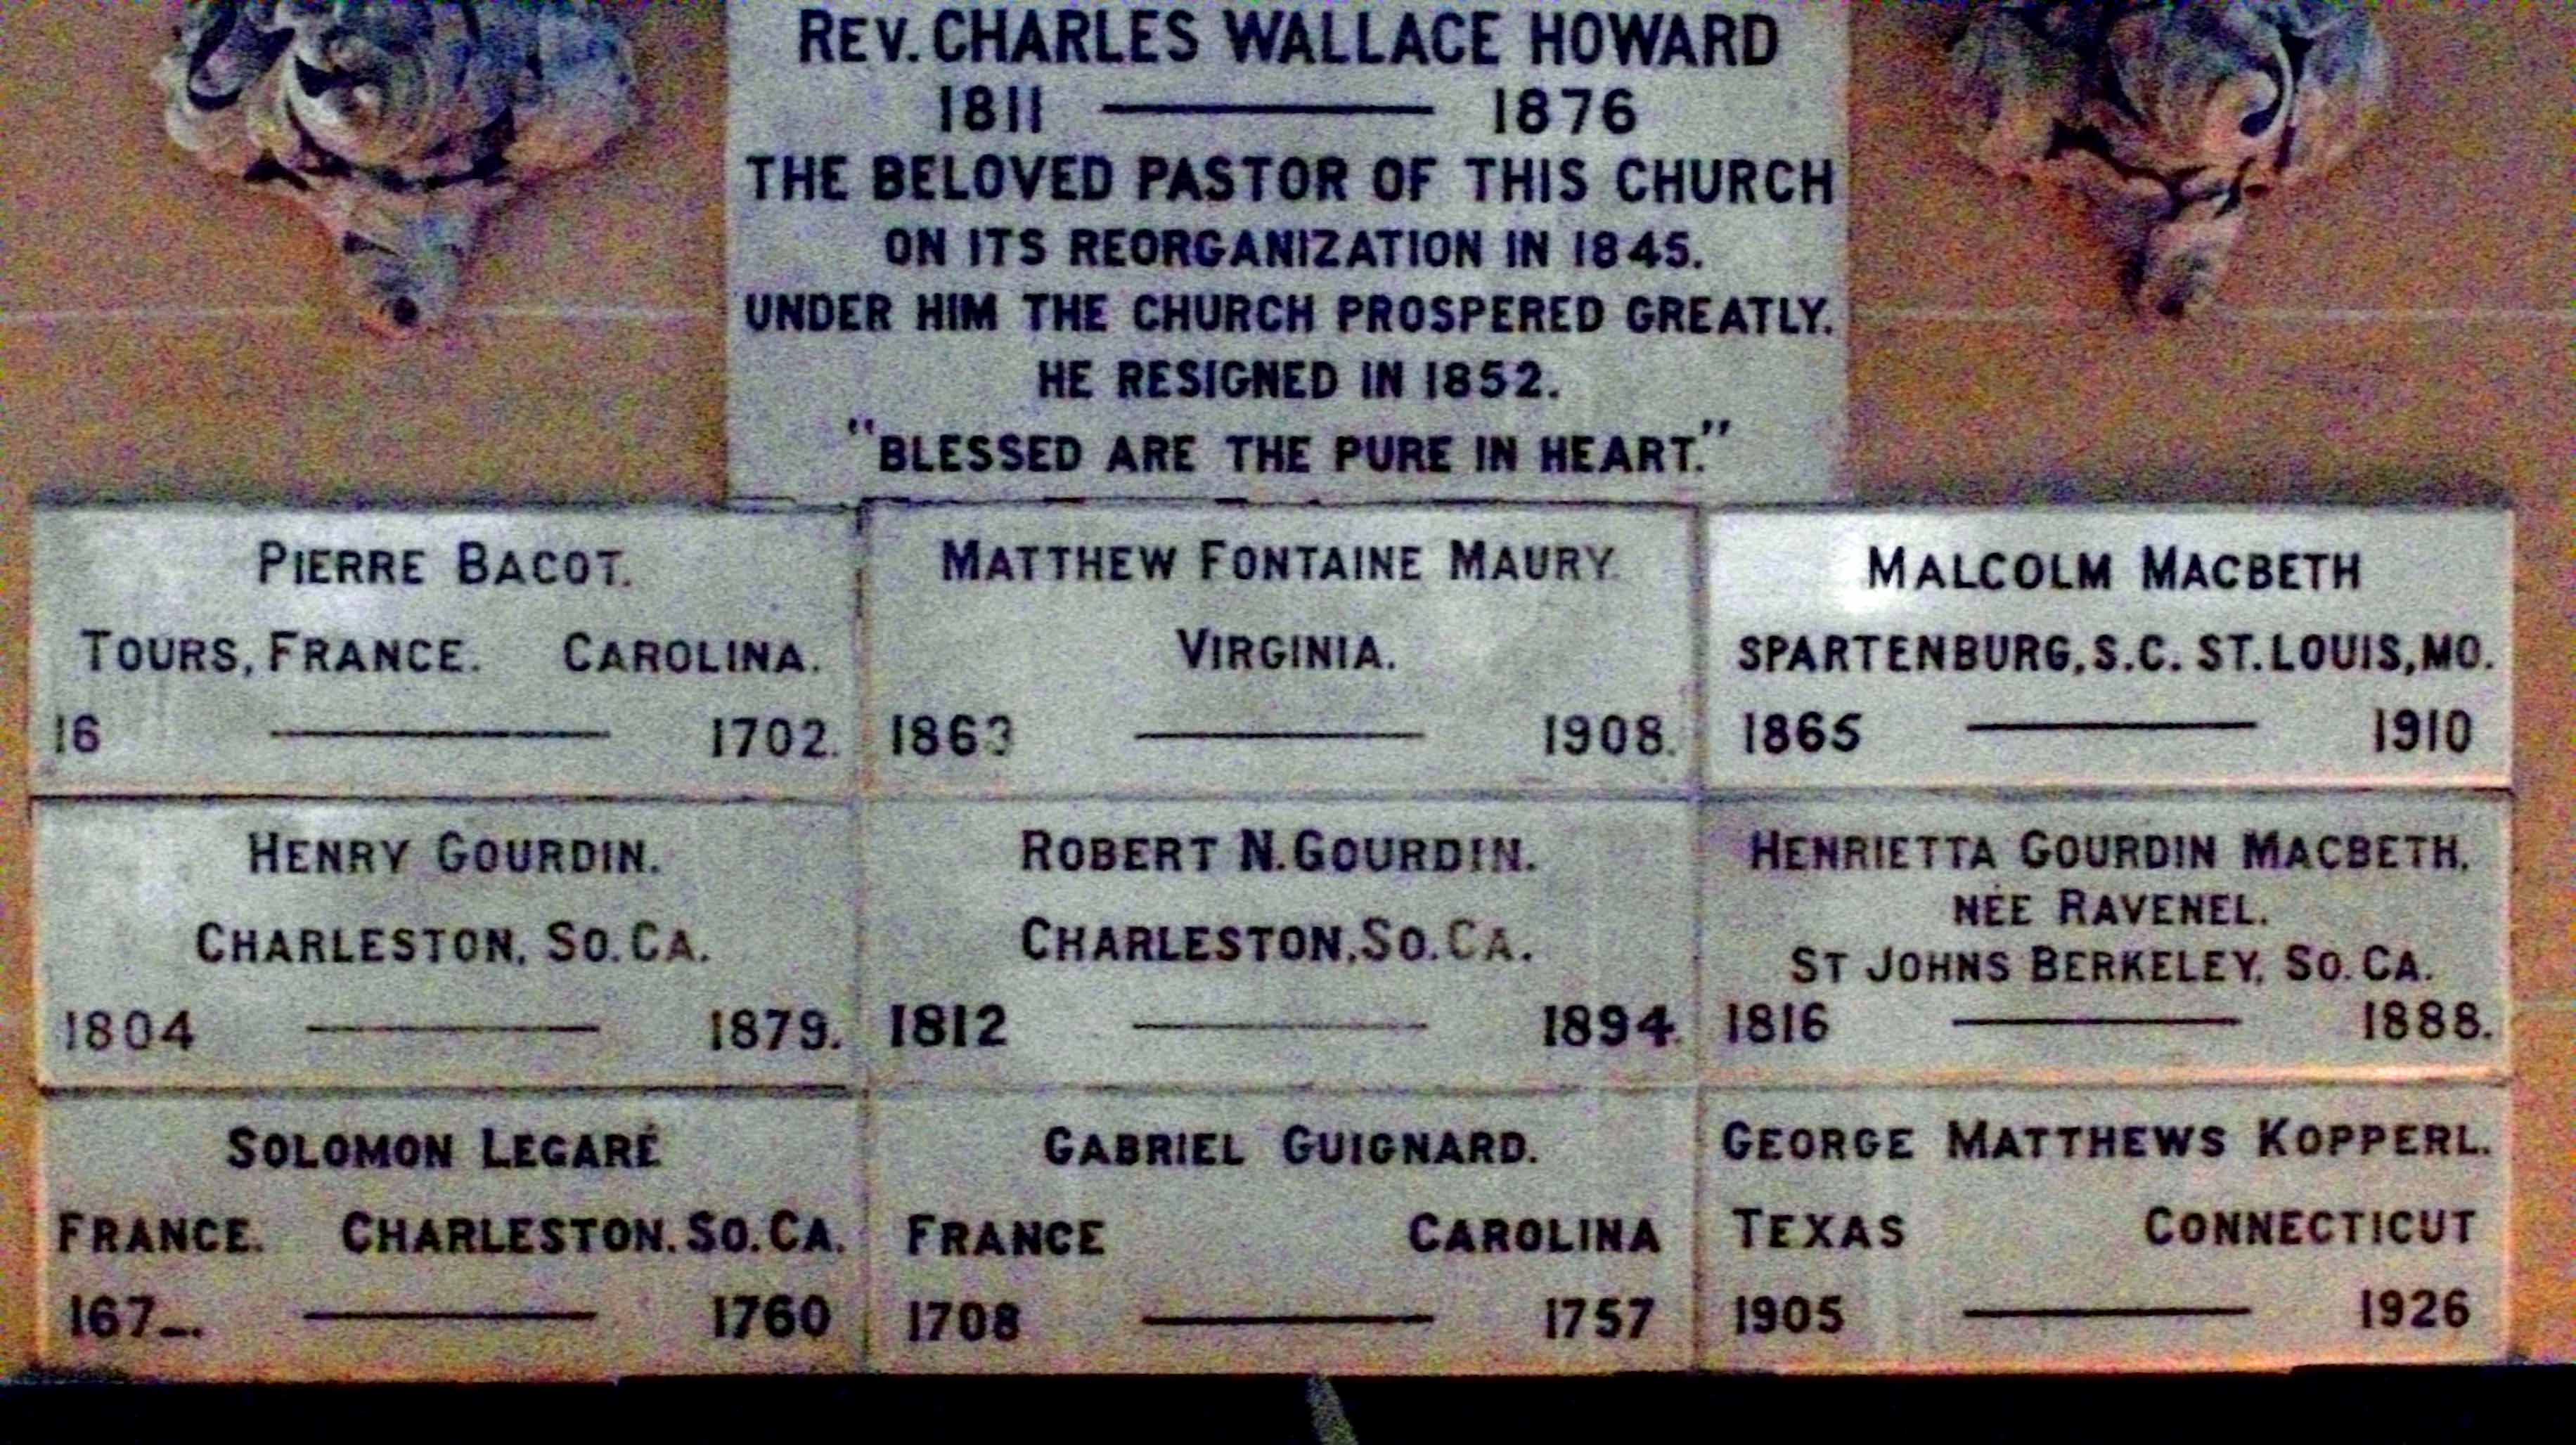 REV. CHARLES WALLACE HOWARD
1811 — 1876
THE BELOVED PASTOR OF THIS CHURCH
ON ITS REORGANIZATION IN 1845.
UNDER HIM THE CHURCH PROSPERED GREATLY.
HE RESIGNED IN 1852.
"BLESSED ARE THE PURE IN HEART."
PIERRE BACOT.
TOURS, FRANCE. CAROLINA.
16 — 1702.
MATTHEW FONTAINE MAURY
VIRGINIA.
1863 — 1908.
MALCOLM MACBETH
SPARTENBURG, S.C. ST. LOUIS, MO.
1865 — 1910
HENRY GOURDIN.
CHARLESTON, SO. CA.
1804 — 1879.
ROBERT N. GOURDIN.
CHARLESTON, SO. CA.
1812 — 1894.
HENRIETTA GOURDIN MACBETH,
NÉE RAVENEL.
ST JOHNS BERKELEY, SO. CA.
1816 — 1888.
SOLOMON LEGARÉ
FRANCE. CHARLESTON. SO. CA.
167_. — 1760
GABRIEL GUIGNARD.
FRANCE CAROLINA
1708 — 1757
GEORGE MATTHEWS KOPPERL.
TEXAS CONNECTICUT
1905 — 1926